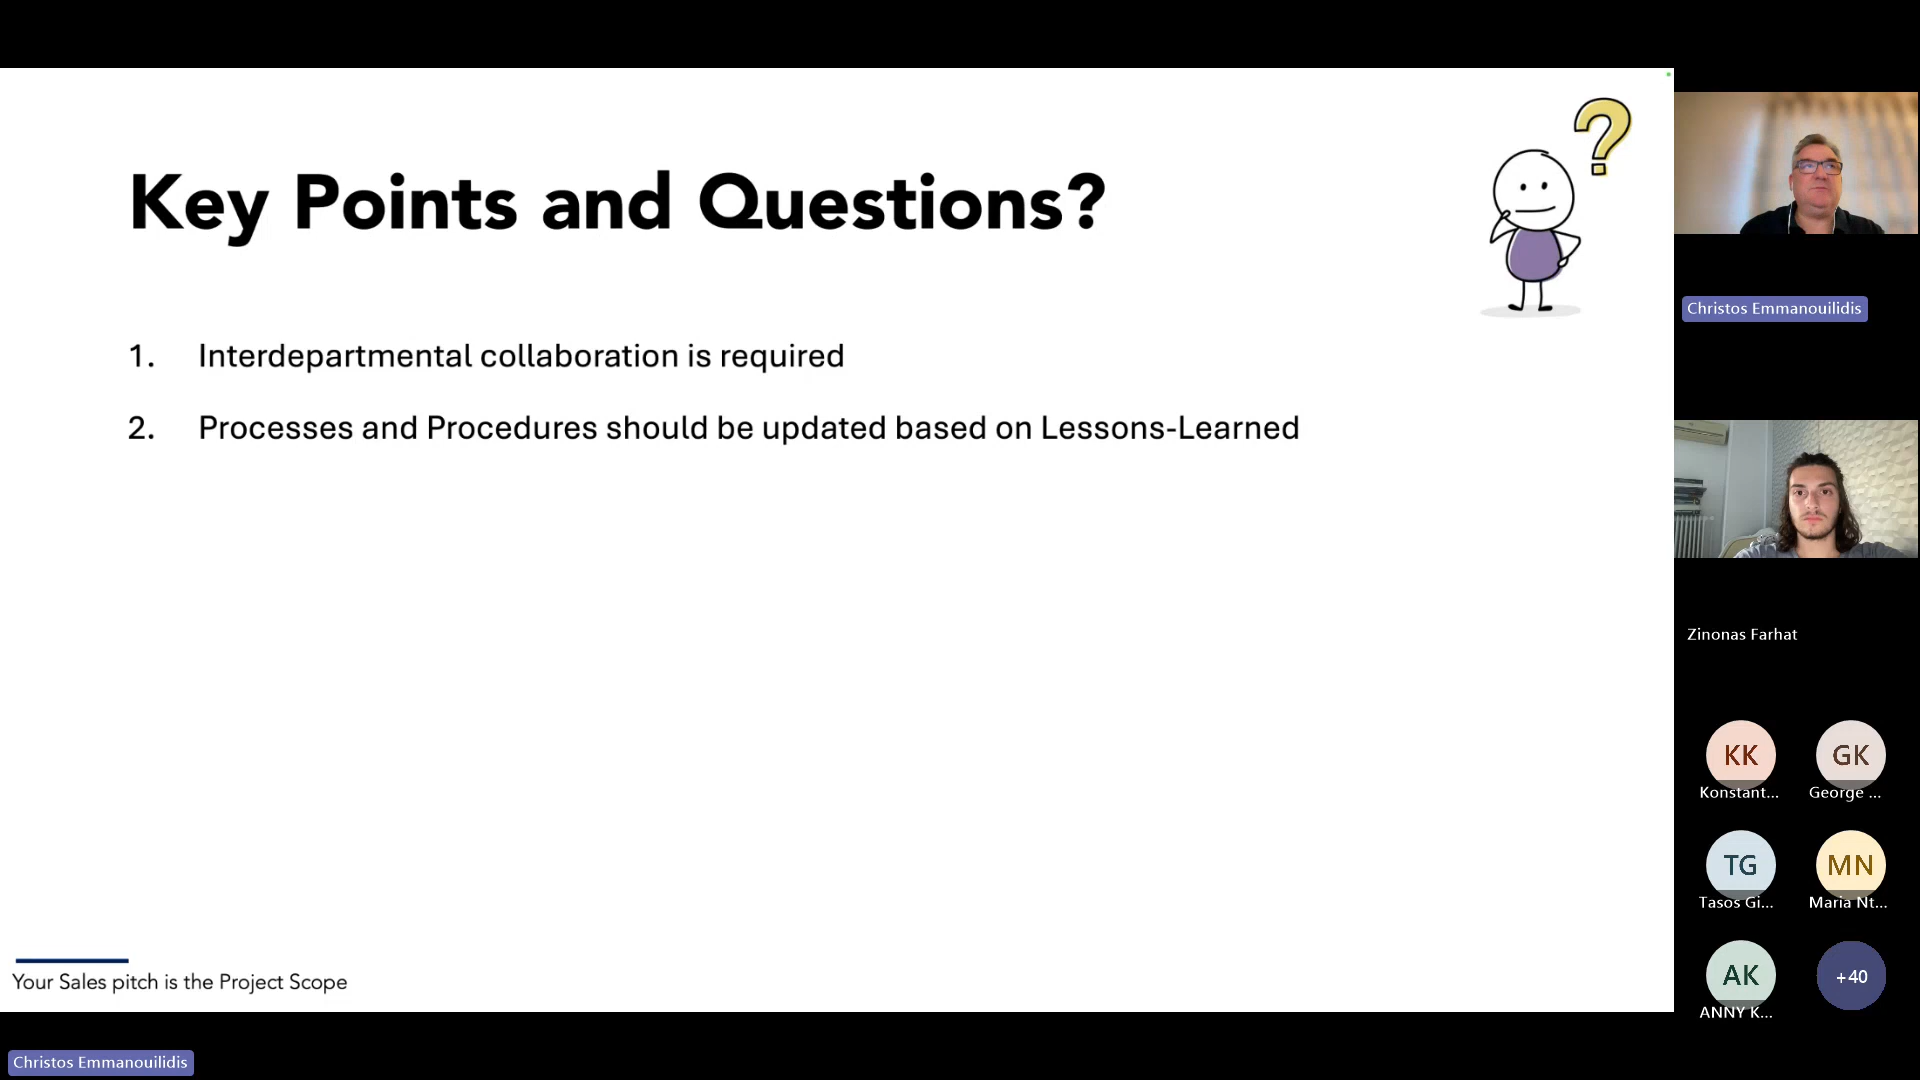 Key Points and Questions?
?
1. Interdepartmental collaboration is required
2. Processes and Procedures should be updated based on Lessons-Learned
Your Sales pitch is the Project Scope
Christos Emmanouilidis
Christos Emmanouilidis
Zinonas Farhat
KK
GK
Konstant...
George ...
TG
MN
Tasos Gi...
Maria Nt...
AK
+40
ANNY K...